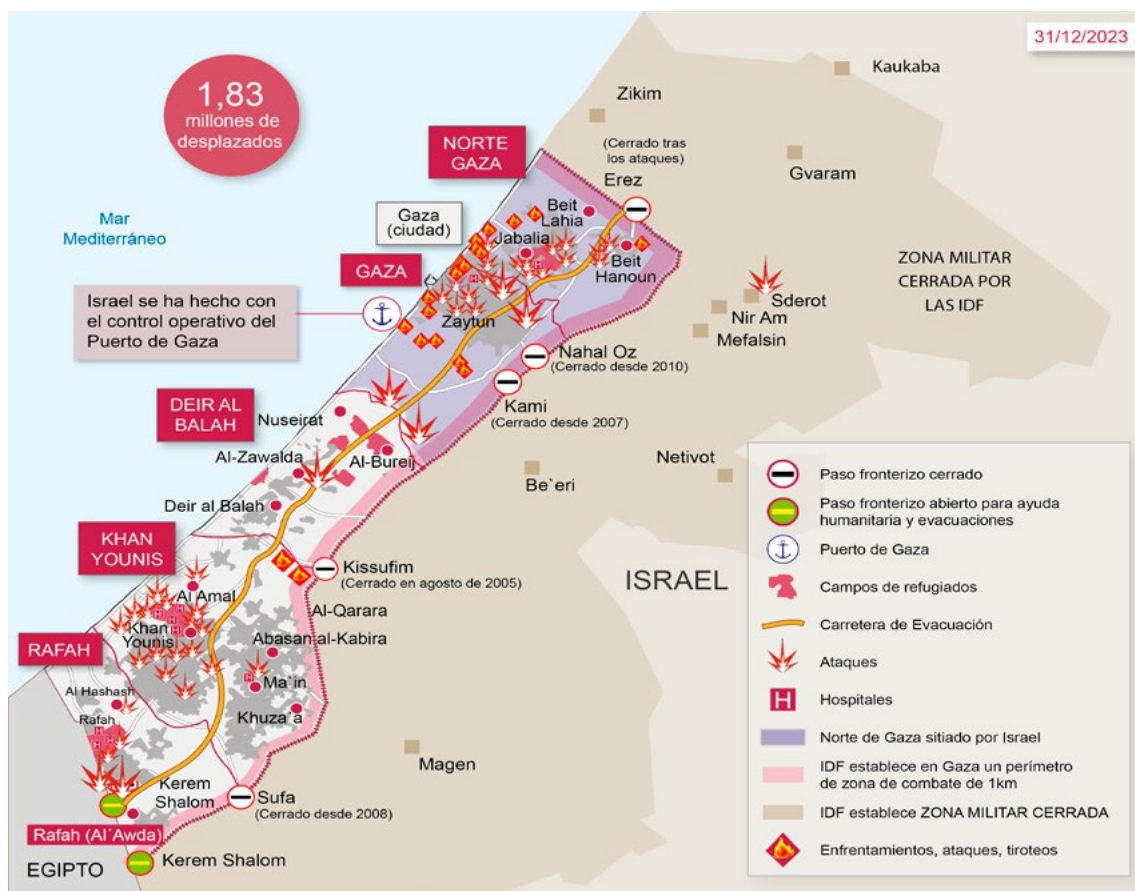 31/12/2023
1,83
millones de
desplazados
Kaukaba
Zikim
(Cerrado tras
los ataques)
Erez
Gvaram
NORTE
GAZA
Gaza
(ciudad)
Beit
Lahia
Jabalia
Beit
Hanoun
Mar
Mediterráneo
GAZA
ZONA MILITAR
CERRADA POR
LAS IDF
Sderot
Nir Am
Mefalsin
Israel se ha hecho con
el control operativo del
Puerto de Gaza
Zaytun
Nahal Oz
(Cerrado desde 2010)
Kami
(Cerrado desde 2007)
DEIR AL
BALAH
Nuseirat
Al-Zawalda
Al-Bureij
Deir al Balah
Be`eri
Netivot
KHAN
YOUNIS
Kissufim
(Cerrado en agosto de 2005)
ISRAEL
Al Amal
Al-Qarara
Khan
Younis
Abasan al-Kabira
RAFAH
Ma`in
Al Hashash
Khuza´a
Rafah
H
Magen
Kerem
Shalom
Sufa
(Cerrado desde 2008)
Rafah (Al´Awda)
EGIPTO
Kerem Shalom
Paso fronterizo cerrado
Paso fronterizo abierto para ayuda
humanitaria y evacuaciones
Puerto de Gaza
Campos de refugiados
Carretera de Evacuación
Ataques
H
Hospitales
Norte de Gaza sitiado por Israel
IDF establece en Gaza un perímetro
de zona de combate de 1km
IDF establece ZONA MILITAR CERRADA
Enfrentamientos, ataques, tiroteos